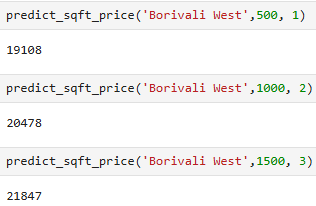 predict_sqft_price('Borivali West',500, 1)
19108
predict_sqft_price('Borivali West',1000, 2)
20478
predict_sqft_price('Borivali West',1500, 3)
21847